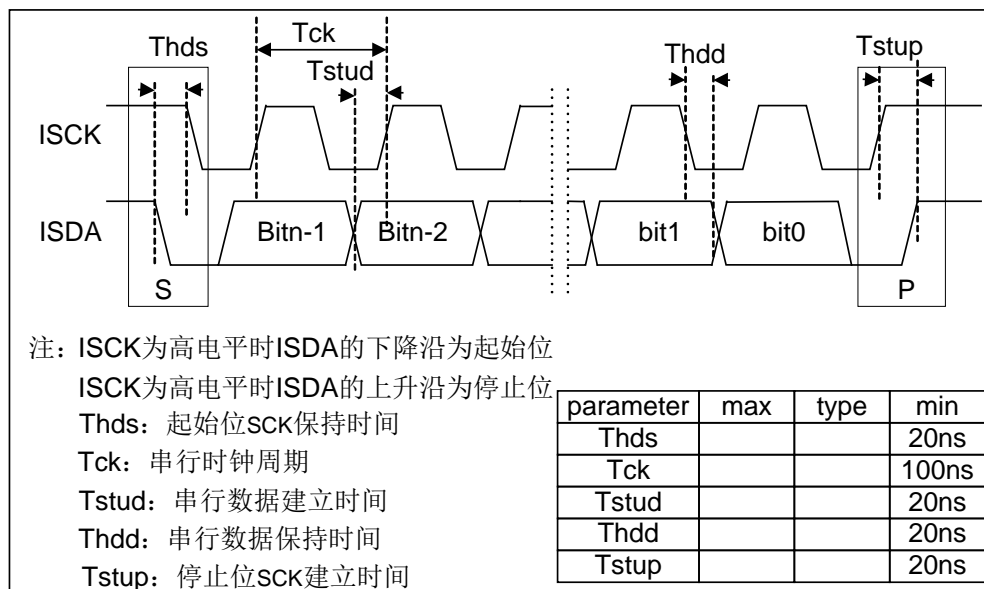 Thds
Tck
Tstud
Thdd
Tstup
ISCK
ISDA
Bitn-1
Bitn-2
bit1
bit0
S
P
注：ISCK为高电平时ISDA的下降沿为起始位
ISCK为高电平时ISDA的上升沿为停止位
Thds：起始位SCK保持时间
Tck：串行时钟周期
Tstud：串行数据建立时间
Thdd：串行数据保持时间
Tstup：停止位SCK建立时间
parameter max type min
Thds 20ns
Tck 100ns
Tstud 20ns
Thdd 20ns
Tstup 20ns